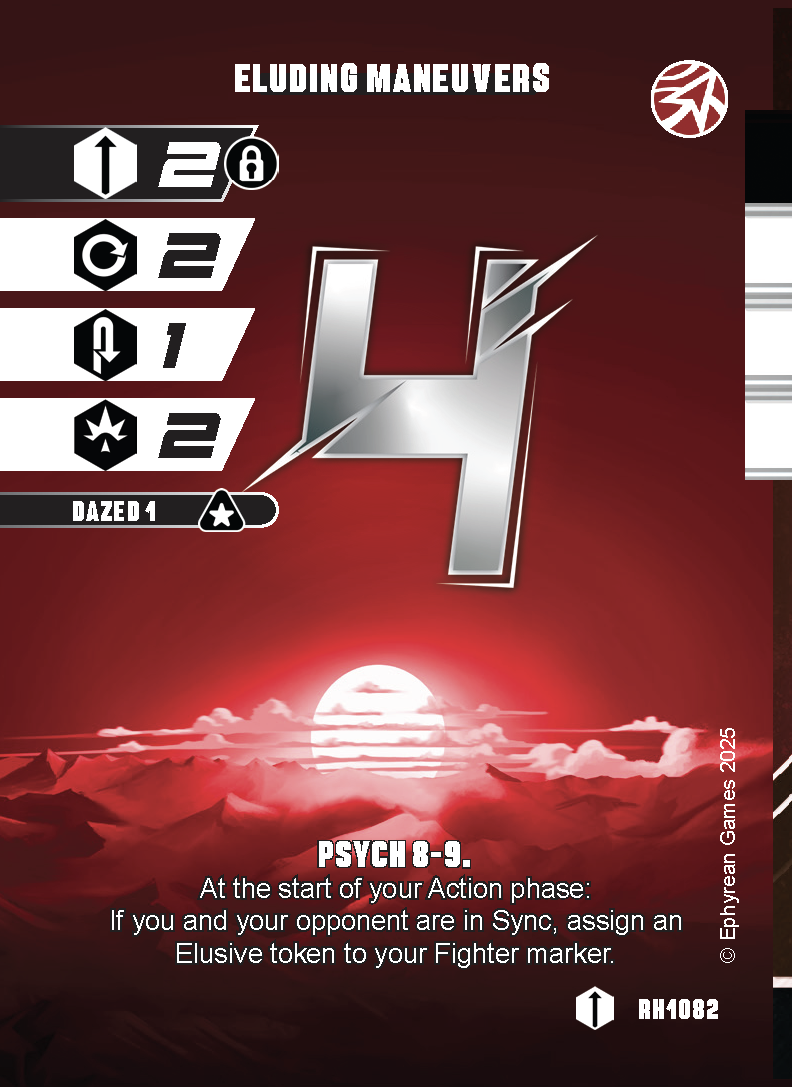 ELUDING MANEUVERS
2
2
1
2
DAZED 1
4
PSYCH 8-9.
At the start of your Action phase:
If you and your opponent are in Sync, assign an
Elusive token to your Fighter marker.
© Ephyrean Games 2025
RH1082